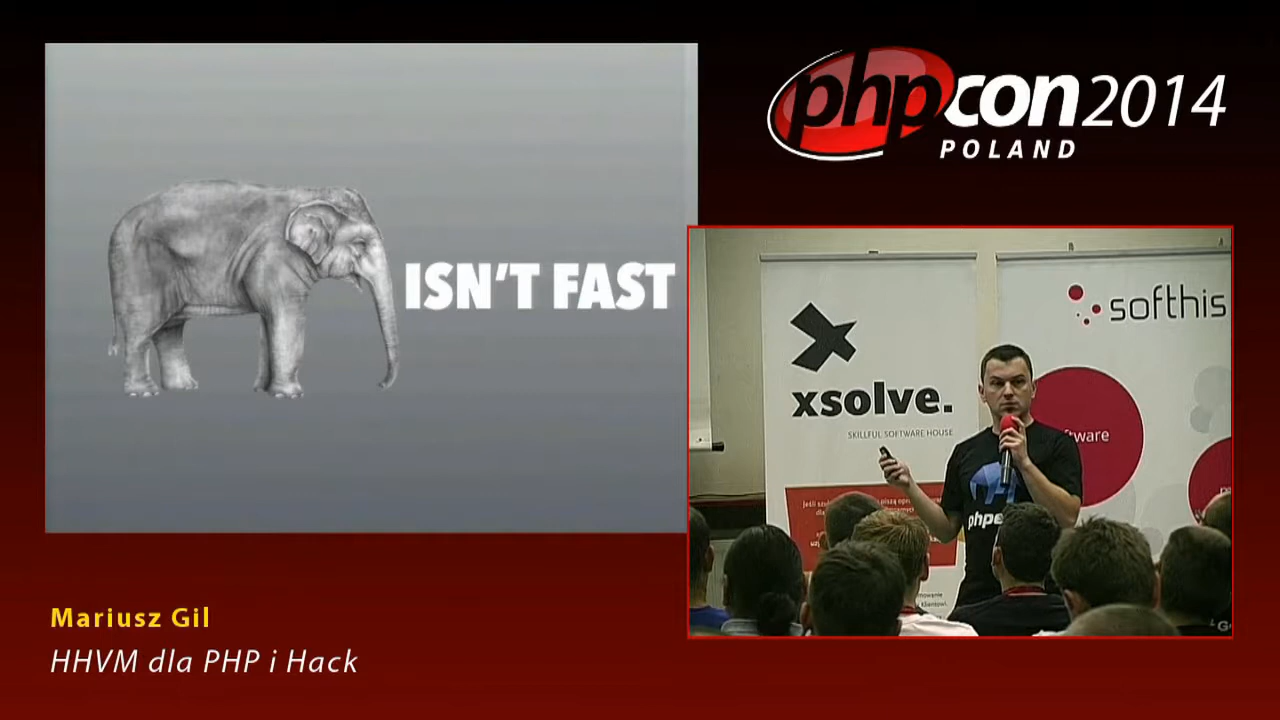 ISN'T FAST
phpcon2014
POLAND
xsolve.
SKILLFUL SOFTWARE HOUSE
softhis
Mariusz Gil
HHVM dla PHP i Hack